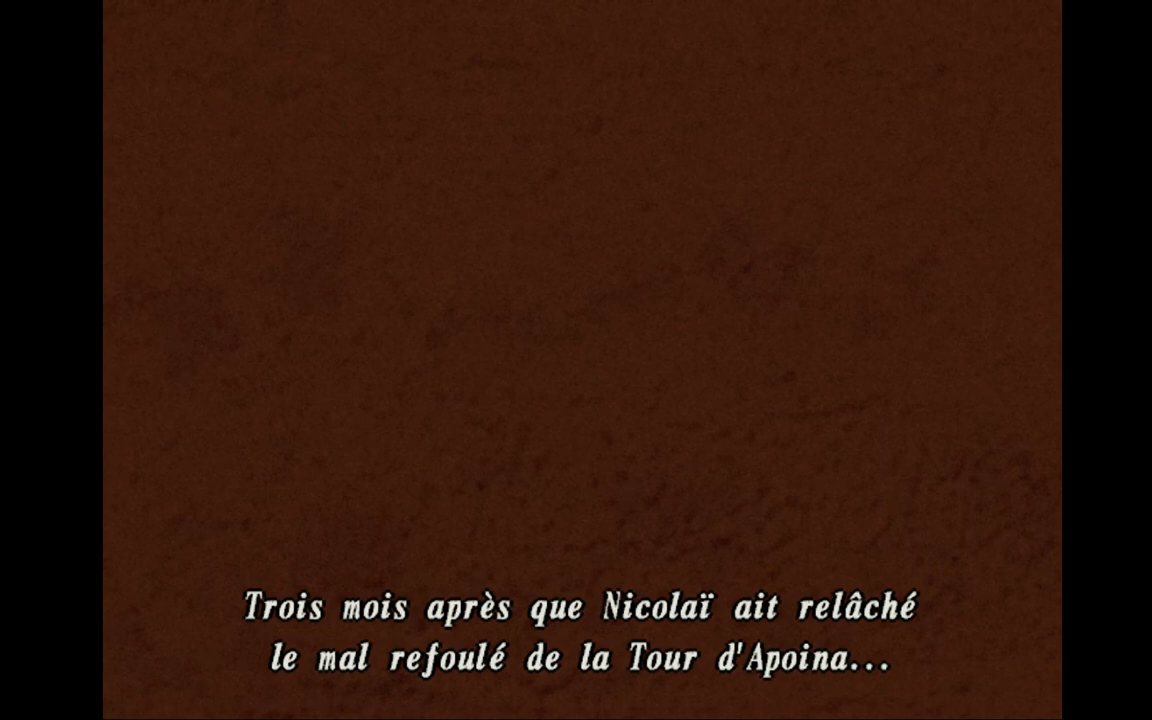 Trois mois après que Nicolaï ait relâché
le mal refoulé de la Tour d'Apoina...